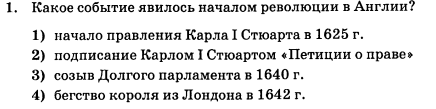 1. Какое событие явилось началом революции в Англии?
1) начало правления Карла I Стюарта в 1625 г.
2) подписание Карлом I Стюартом «Петиции о праве»
3) созыв Долгого парламента в 1640 г.
4) бегство короля из Лондона в 1642 г.